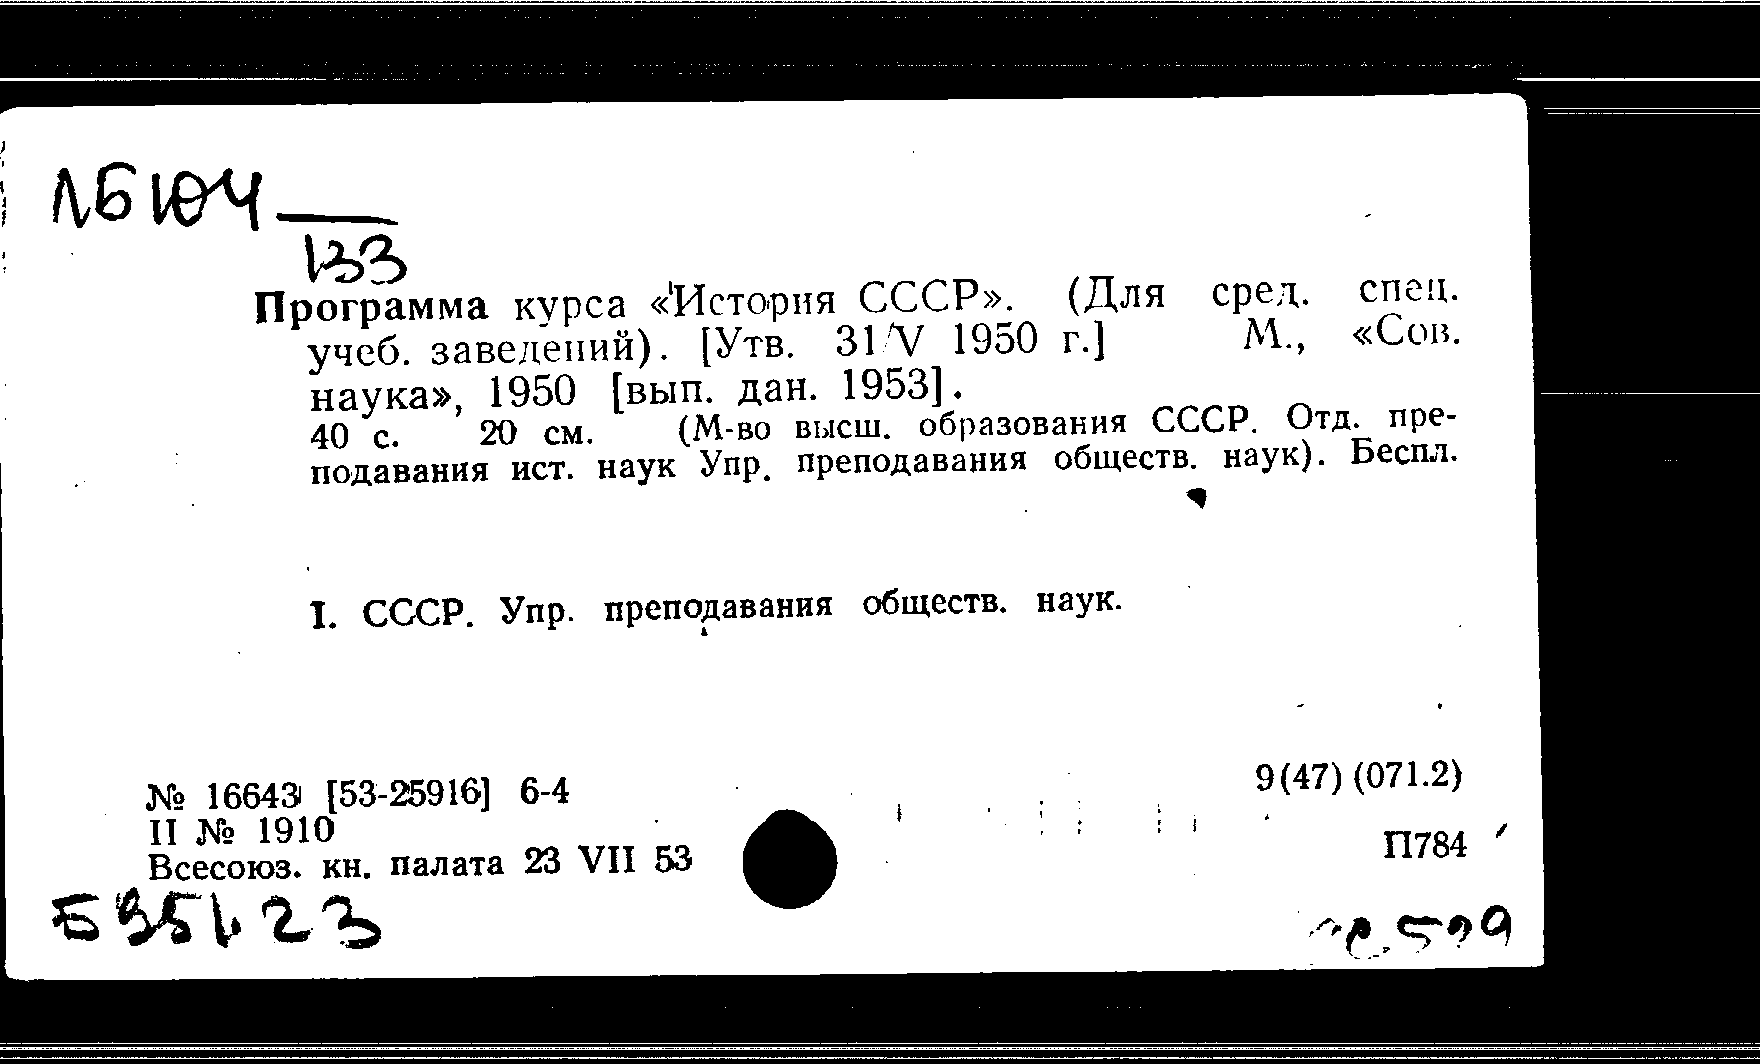 133
Программа курса «История СССР». (Для сред. спец.
учеб. заведений). [Утв. 31/V 1950 г.] М., «Сов.
наука», 1950 [вып. дан. 1953].
40 с. 20 см. (М-во высш. образования СССР. Отд. пре-
подавания ист. наук Упр. преподавания обществ. наук). Беспл.
I. СССР. Упр. преподавания обществ. наук.
№ 16643 [53-25916] 6-4
9(47)(071.2)
II № 1910
П784
Всесоюз. кн. палата 23 VII 53